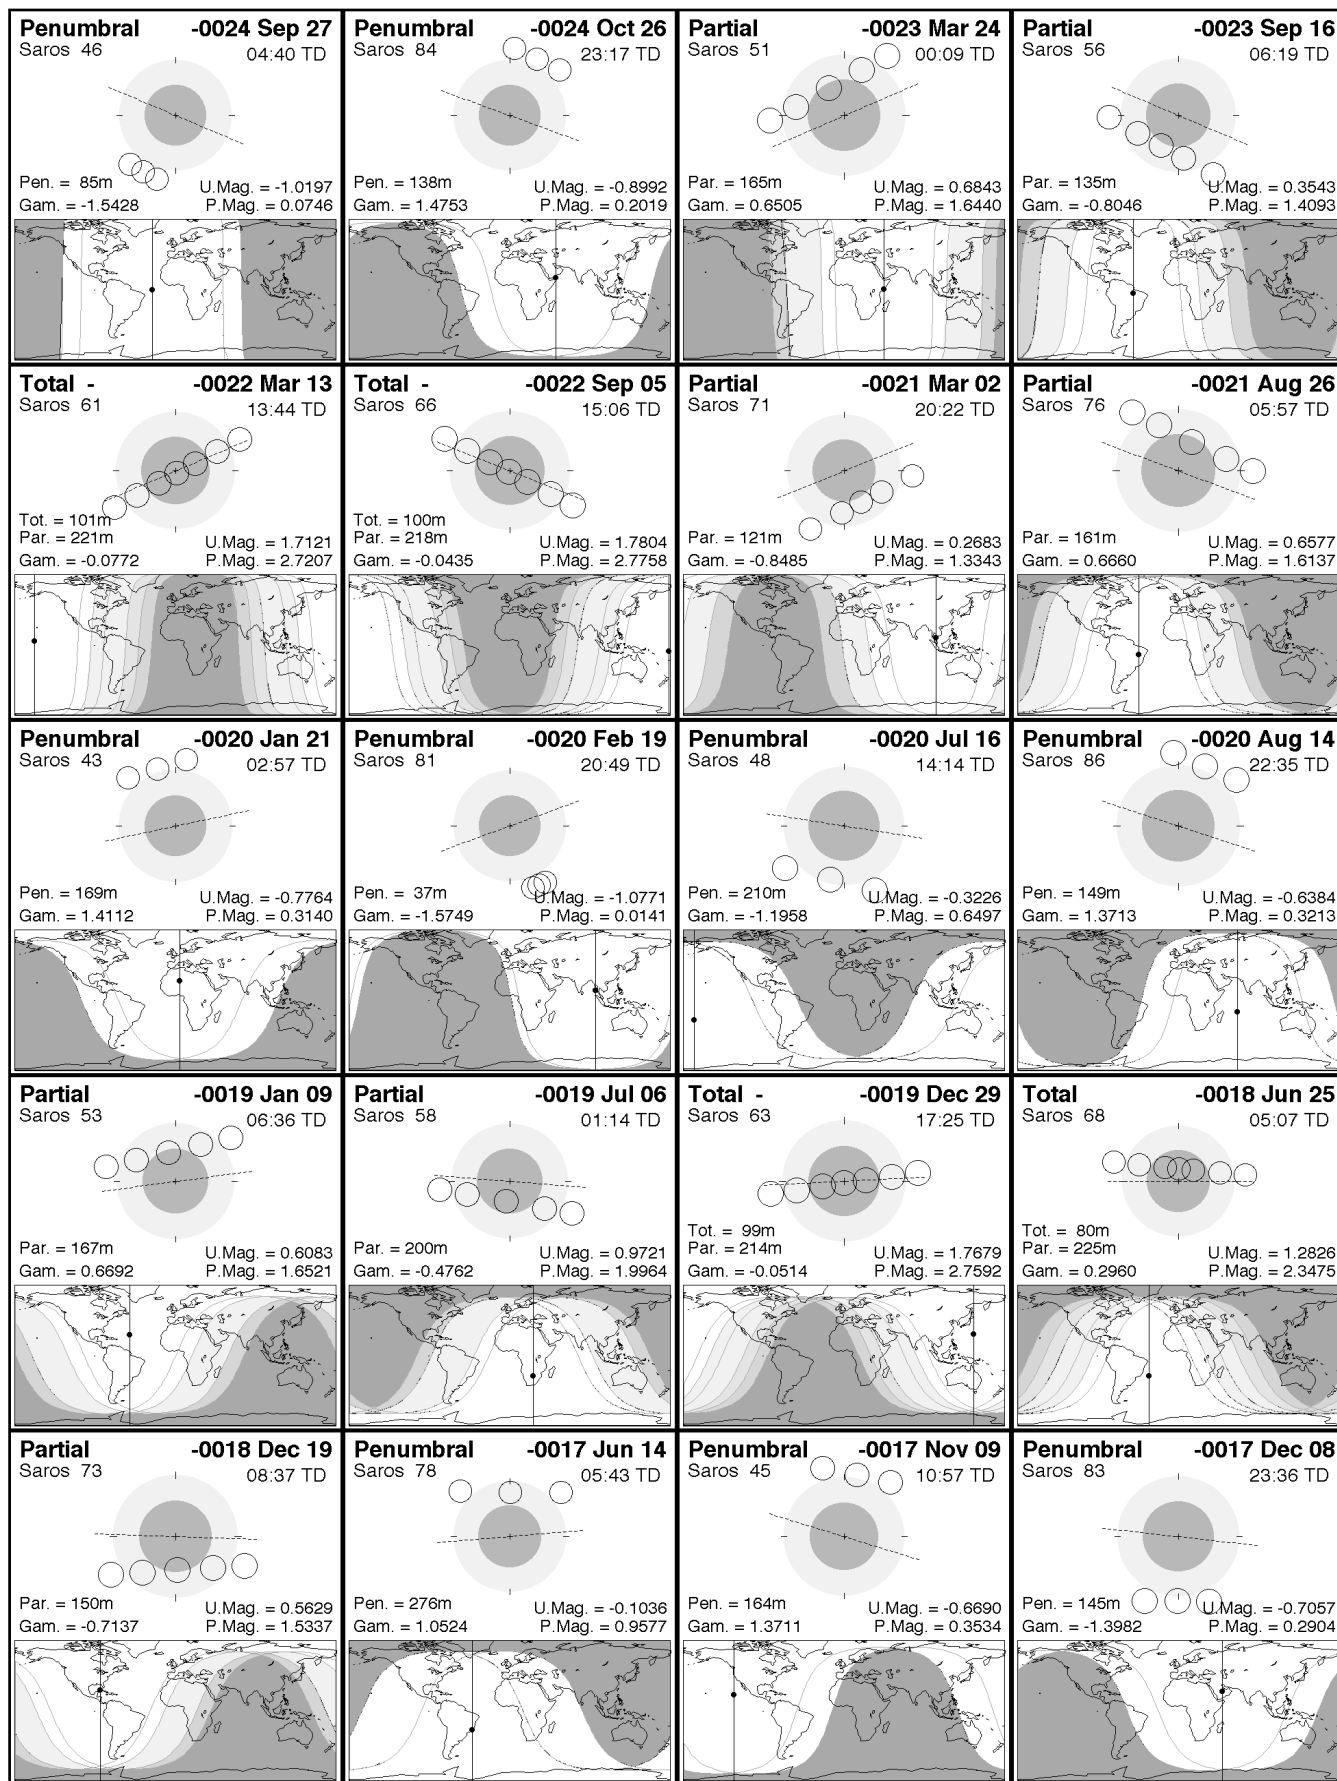 Penumbral -0024 Sep 27
Saros 46 04:40 TD
Pen. = 85m U.Mag. = -1.0197
Gam. = -1.5428 P.Mag. = 0.0746
Penumbral -0024 Oct 26
Saros 84 23:17 TD
Pen. = 138m U.Mag. = -0.8992
Gam. = 1.4753 P.Mag. = 0.2019
Partial -0023 Mar 24
Saros 51 00:09 TD
Par. = 165m U.Mag. = 0.6843
Gam. = 0.6505 P.Mag. = 1.6440
Partial -0023 Sep 16
Saros 56 06:19 TD
Par. = 135m U.Mag. = 0.3543
Gam. = -0.8046 P.Mag. = 1.4093
Total - -0022 Mar 13
Saros 61 13:44 TD
Tot. = 101m
Par. = 221m U.Mag. = 1.7121
Gam. = -0.0772 P.Mag. = 2.7207
Total - -0022 Sep 05
Saros 66 15:06 TD
Tot. = 100m
Par. = 218m U.Mag. = 1.7804
Gam. = -0.0435 P.Mag. = 2.7758
Partial -0021 Mar 02
Saros 71 20:22 TD
Par. = 121m U.Mag. = 0.2683
Gam. = -0.8485 P.Mag. = 1.3343
Partial -0021 Aug 26
Saros 76 05:57 TD
Par. = 161m U.Mag. = 0.6577
Gam. = 0.6660 P.Mag. = 1.6137
Penumbral -0020 Jan 21
Saros 43 02:57 TD
Pen. = 169m U.Mag. = -0.7764
Gam. = 1.4112 P.Mag. = 0.3140
Penumbral -0020 Feb 19
Saros 81 20:49 TD
Pen. = 37m U.Mag. = -1.0771
Gam. = -1.5749 P.Mag. = 0.0141
Penumbral -0020 Jul 16
Saros 48 14:14 TD
Pen. = 210m U.Mag. = -0.3226
Gam. = -1.1958 P.Mag. = 0.6497
Penumbral -0020 Aug 14
Saros 86 22:35 TD
Pen. = 149m U.Mag. = -0.6384
Gam. = 1.3713 P.Mag. = 0.3213
Partial -0019 Jan 09
Saros 53 06:36 TD
Par. = 167m U.Mag. = 0.6083
Gam. = 0.6692 P.Mag. = 1.6521
Partial -0019 Jul 06
Saros 58 01:14 TD
Par. = 200m U.Mag. = 0.9721
Gam. = -0.4762 P.Mag. = 1.9964
Total - -0019 Dec 29
Saros 63 17:25 TD
Tot. = 99m
Par. = 214m U.Mag. = 1.7679
Gam. = -0.0514 P.Mag. = 2.7592
Total -0018 Jun 25
Saros 68 05:07 TD
Tot. = 80m
Par. = 225m U.Mag. = 1.2826
Gam. = 0.2960 P.Mag. = 2.3475
Partial -0018 Dec 19
Saros 73 08:37 TD
Par. = 150m U.Mag. = 0.5629
Gam. = -0.7137 P.Mag. = 1.5337
Penumbral -0017 Jun 14
Saros 78 05:43 TD
Pen. = 276m U.Mag. = -0.1036
Gam. = 1.0524 P.Mag. = 0.9577
Penumbral -0017 Nov 09
Saros 45 10:57 TD
Pen. = 164m U.Mag. = -0.6690
Gam. = 1.3711 P.Mag. = 0.3534
Penumbral -0017 Dec 08
Saros 83 23:36 TD
Pen. = 145m U.Mag. = -0.7057
Gam. = -1.3982 P.Mag. = 0.2904